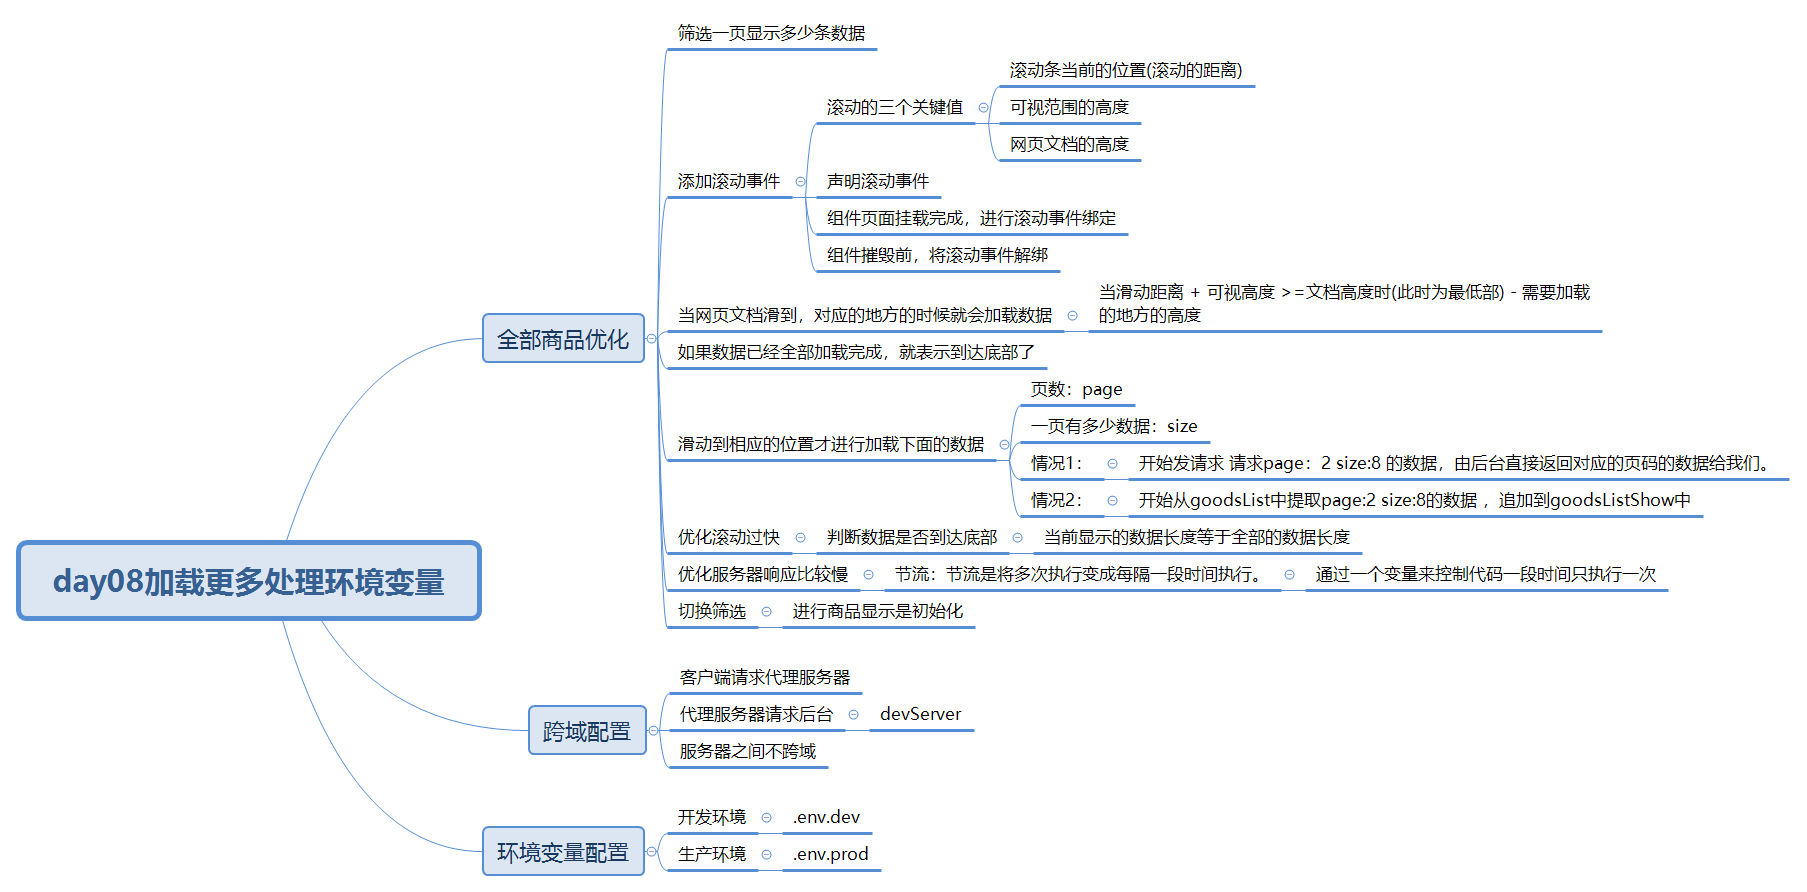 day08加载更多处理环境变量
全部商品优化
筛选一页显示多少条数据
添加滚动事件
滚动的三个关键值
滚动条当前的位置(滚动的距离)
可视范围的高度
网页文档的高度
声明滚动事件
组件页面挂载完成，进行滚动事件绑定
组件摧毁前，将滚动事件解绑
当网页文档滑到，对应的地方的时候就会加载数据
当滑动距离 + 可视高度 >=文档高度时(此时为最低部) - 需要加载
的地方的高度
如果数据已经全部加载完成，就表示到达底部了
滑动到相应的位置才进行加载下面的数据
页数：page
一页有多少数据：size
情况1：
开始发请求 请求page：2 size:8 的数据，由后台直接返回对应的页码的数据给我们。
情况2：
开始从goodsList中提取page:2 size:8的数据 ，追加到goodsListShow中
优化滚动过快
判断数据是否到达底部
当前显示的数据长度等于全部的数据长度
优化服务器响应比较慢
节流：节流是将多次执行变成每隔一段时间执行。
通过一个变量来控制代码一段时间只执行一次
切换筛选
进行商品显示是初始化
跨域配置
客户端请求代理服务器
代理服务器请求后台
devServer
服务器之间不跨域
环境变量配置
开发环境
.env.dev
生产环境
.env.prod